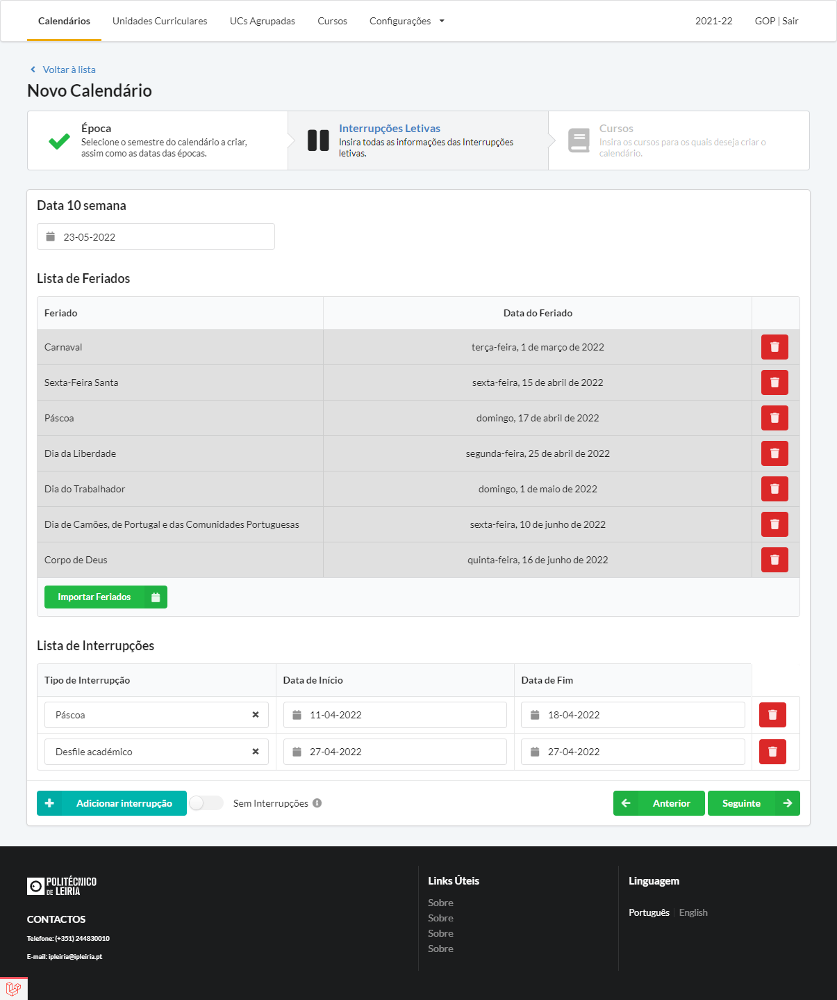 Calendários Unidades Curriculares UCs Agrupadas Cursos Configurações 2021-22 GOP | Sair
Voltar à lista
Novo Calendário
Época
Selecione o semestre do calendário a criar,
assim como as datas das épocas.
Interrupções Letivas
Insira todas as informações das Interrupções
letivas.
Cursos
Insira os cursos para os quais deseja criar o
calendário.
Data 10 semana
23-05-2022
Lista de Feriados
Feriado Data do Feriado
Carnaval terça-feira, 1 de março de 2022
Sexta-Feira Santa sexta-feira, 15 de abril de 2022
Páscoa domingo, 17 de abril de 2022
Dia da Liberdade segunda-feira, 25 de abril de 2022
Dia do Trabalhador domingo, 1 de maio de 2022
Dia de Camões, de Portugal e das Comunidades Portuguesas sexta-feira, 10 de junho de 2022
Corpo de Deus quinta-feira, 16 de junho de 2022
Importar Feriados
Lista de Interrupções
Tipo de Interrupção Data de Início Data de Fim
Páscoa 11-04-2022 18-04-2022
Desfile académico 27-04-2022 27-04-2022
Adicionar interrupção Sem Interrupções Anterior Seguinte
POLITÉCNICO
DE LEIRIA
CONTACTOS
Telefone: (+351) 244830010
E-mail: ipleiria@ipleiria.pt
Links Úteis
Sobre
Sobre
Sobre
Sobre
Linguagem
Português English